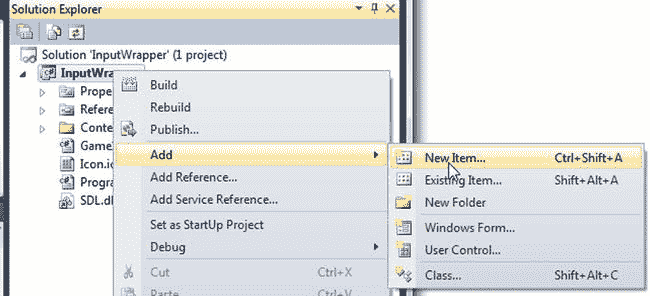 Solution Explorer
Solution 'InputWrapper' (1 project)
InputWra
Build
Prope
Rebuild
Refere
Publish...
Conte
Game
Add
New Item... Ctrl+Shift+A
Icon.ic
Add Reference...
Existing Item... Shift+Alt+A
Progra
Add Service Reference...
New Folder
SDL.dl
Set as StartUp Project
Windows Form...
Debug
User Control...
Cut Ctrl+X
Class... Shift+Alt+C
Paste